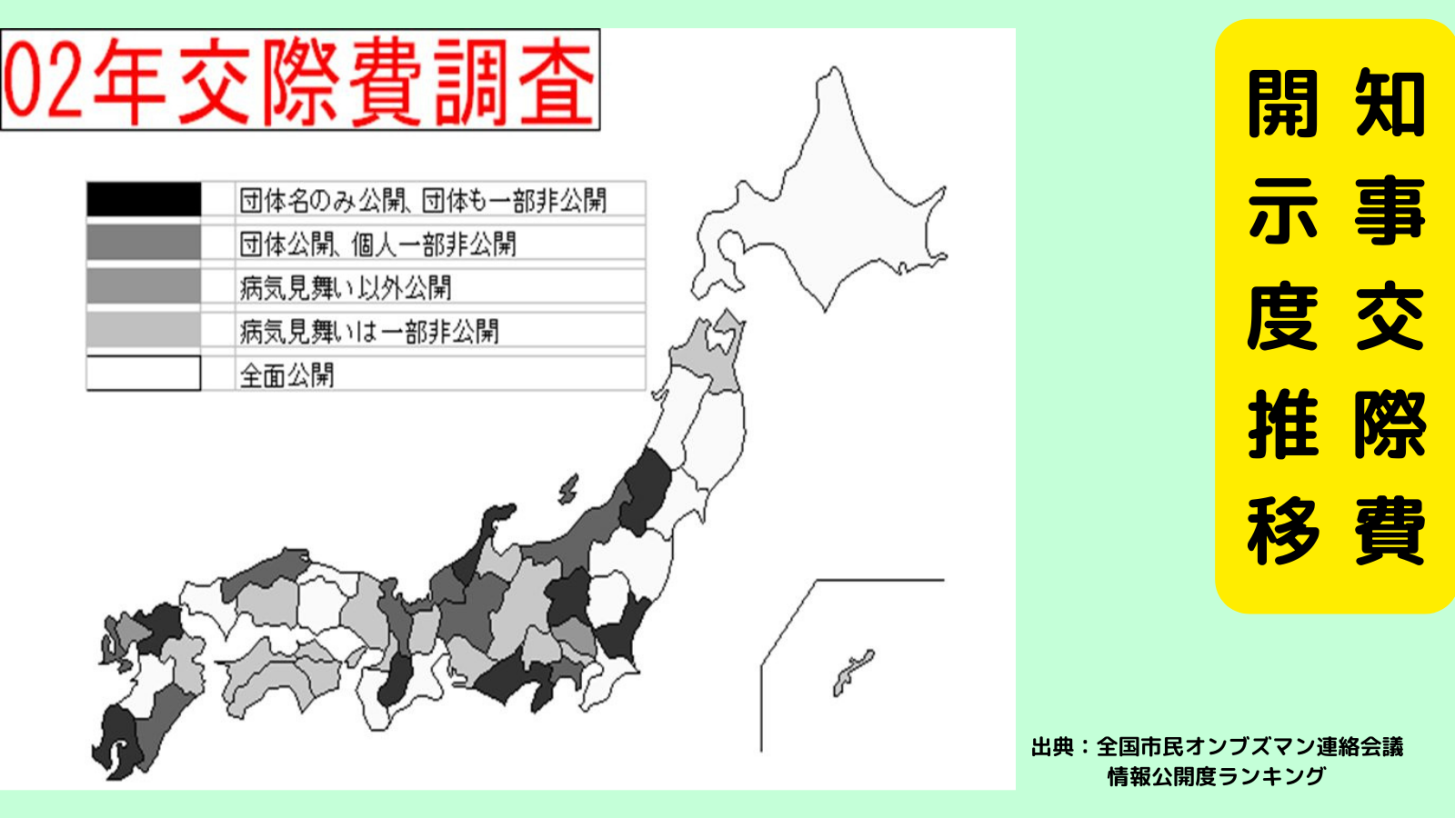 02年交際費調査
団体名のみ公開、団体も一部非公開
団体公開、個人一部非公開
病気見舞い以外公開
病気見舞いは一部非公開
全面公開
知事交際費
開示度推移
出典：全国市民オンブズマン連絡会議
情報公開度ランキング